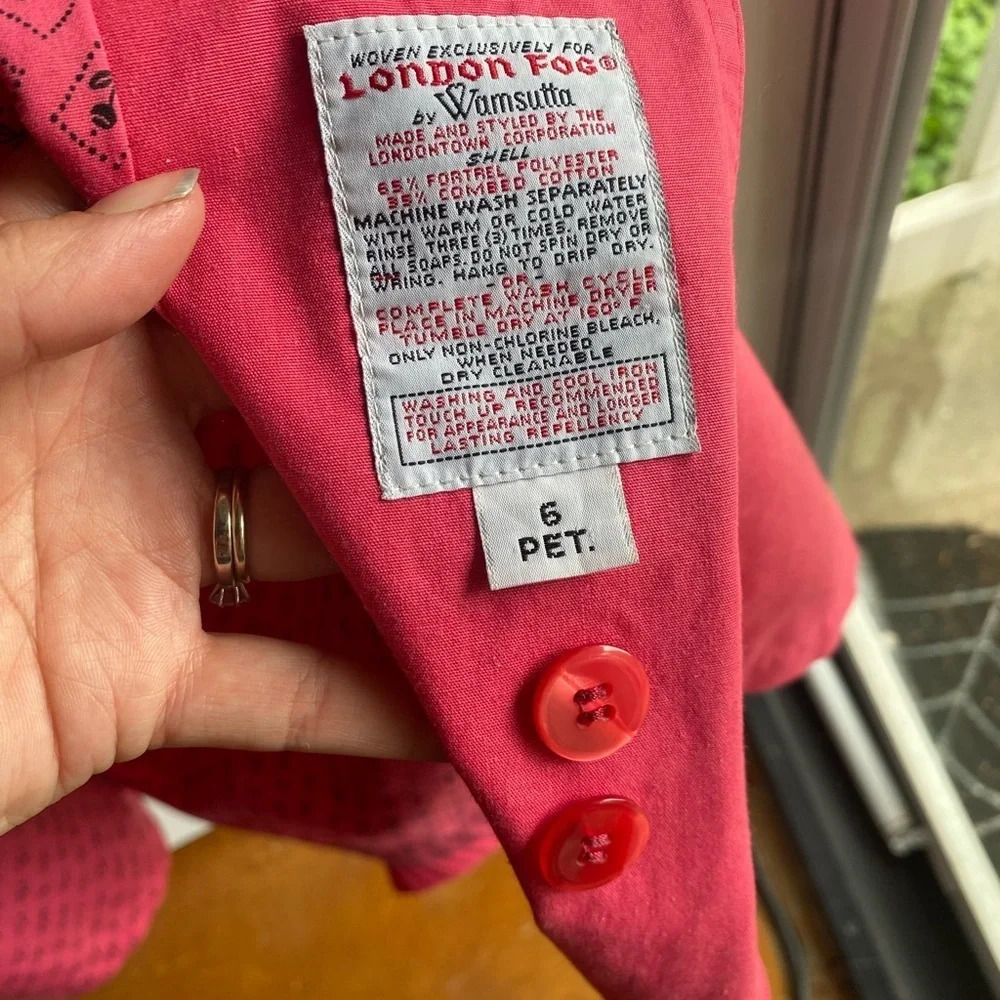 WOVEN EXCLUSIVELY FOR
LONDON FOG®
by Wamsutta
MADE AND STYLED BY THE
LONDONTOWN CORPORATION
SHELL
65% FORTREL POLYESTER
35% COMBED COTTON
MACHINE WASH SEPARATELY
WITH WARM OR COLD WATER
RINSE THREE (3) TIMES, REMOVE
ALL SOAPS. DO NOT SPIN DRY OR
WRING. HANG TO DRIP DRY.
- OR -
COMPLETE WASH CYCLE
PLACE IN MACHINE DRYER
TUMBLE DRY AT 160° F.
ONLY NON-CHLORINE BLEACH,
WHEN NEEDED
DRY CLEANABLE
WASHING AND COOL IRON
TOUCH UP RECOMMENDED
FOR APPEARANCE AND LONGER
LASTING REPELLENCY
6
PET.